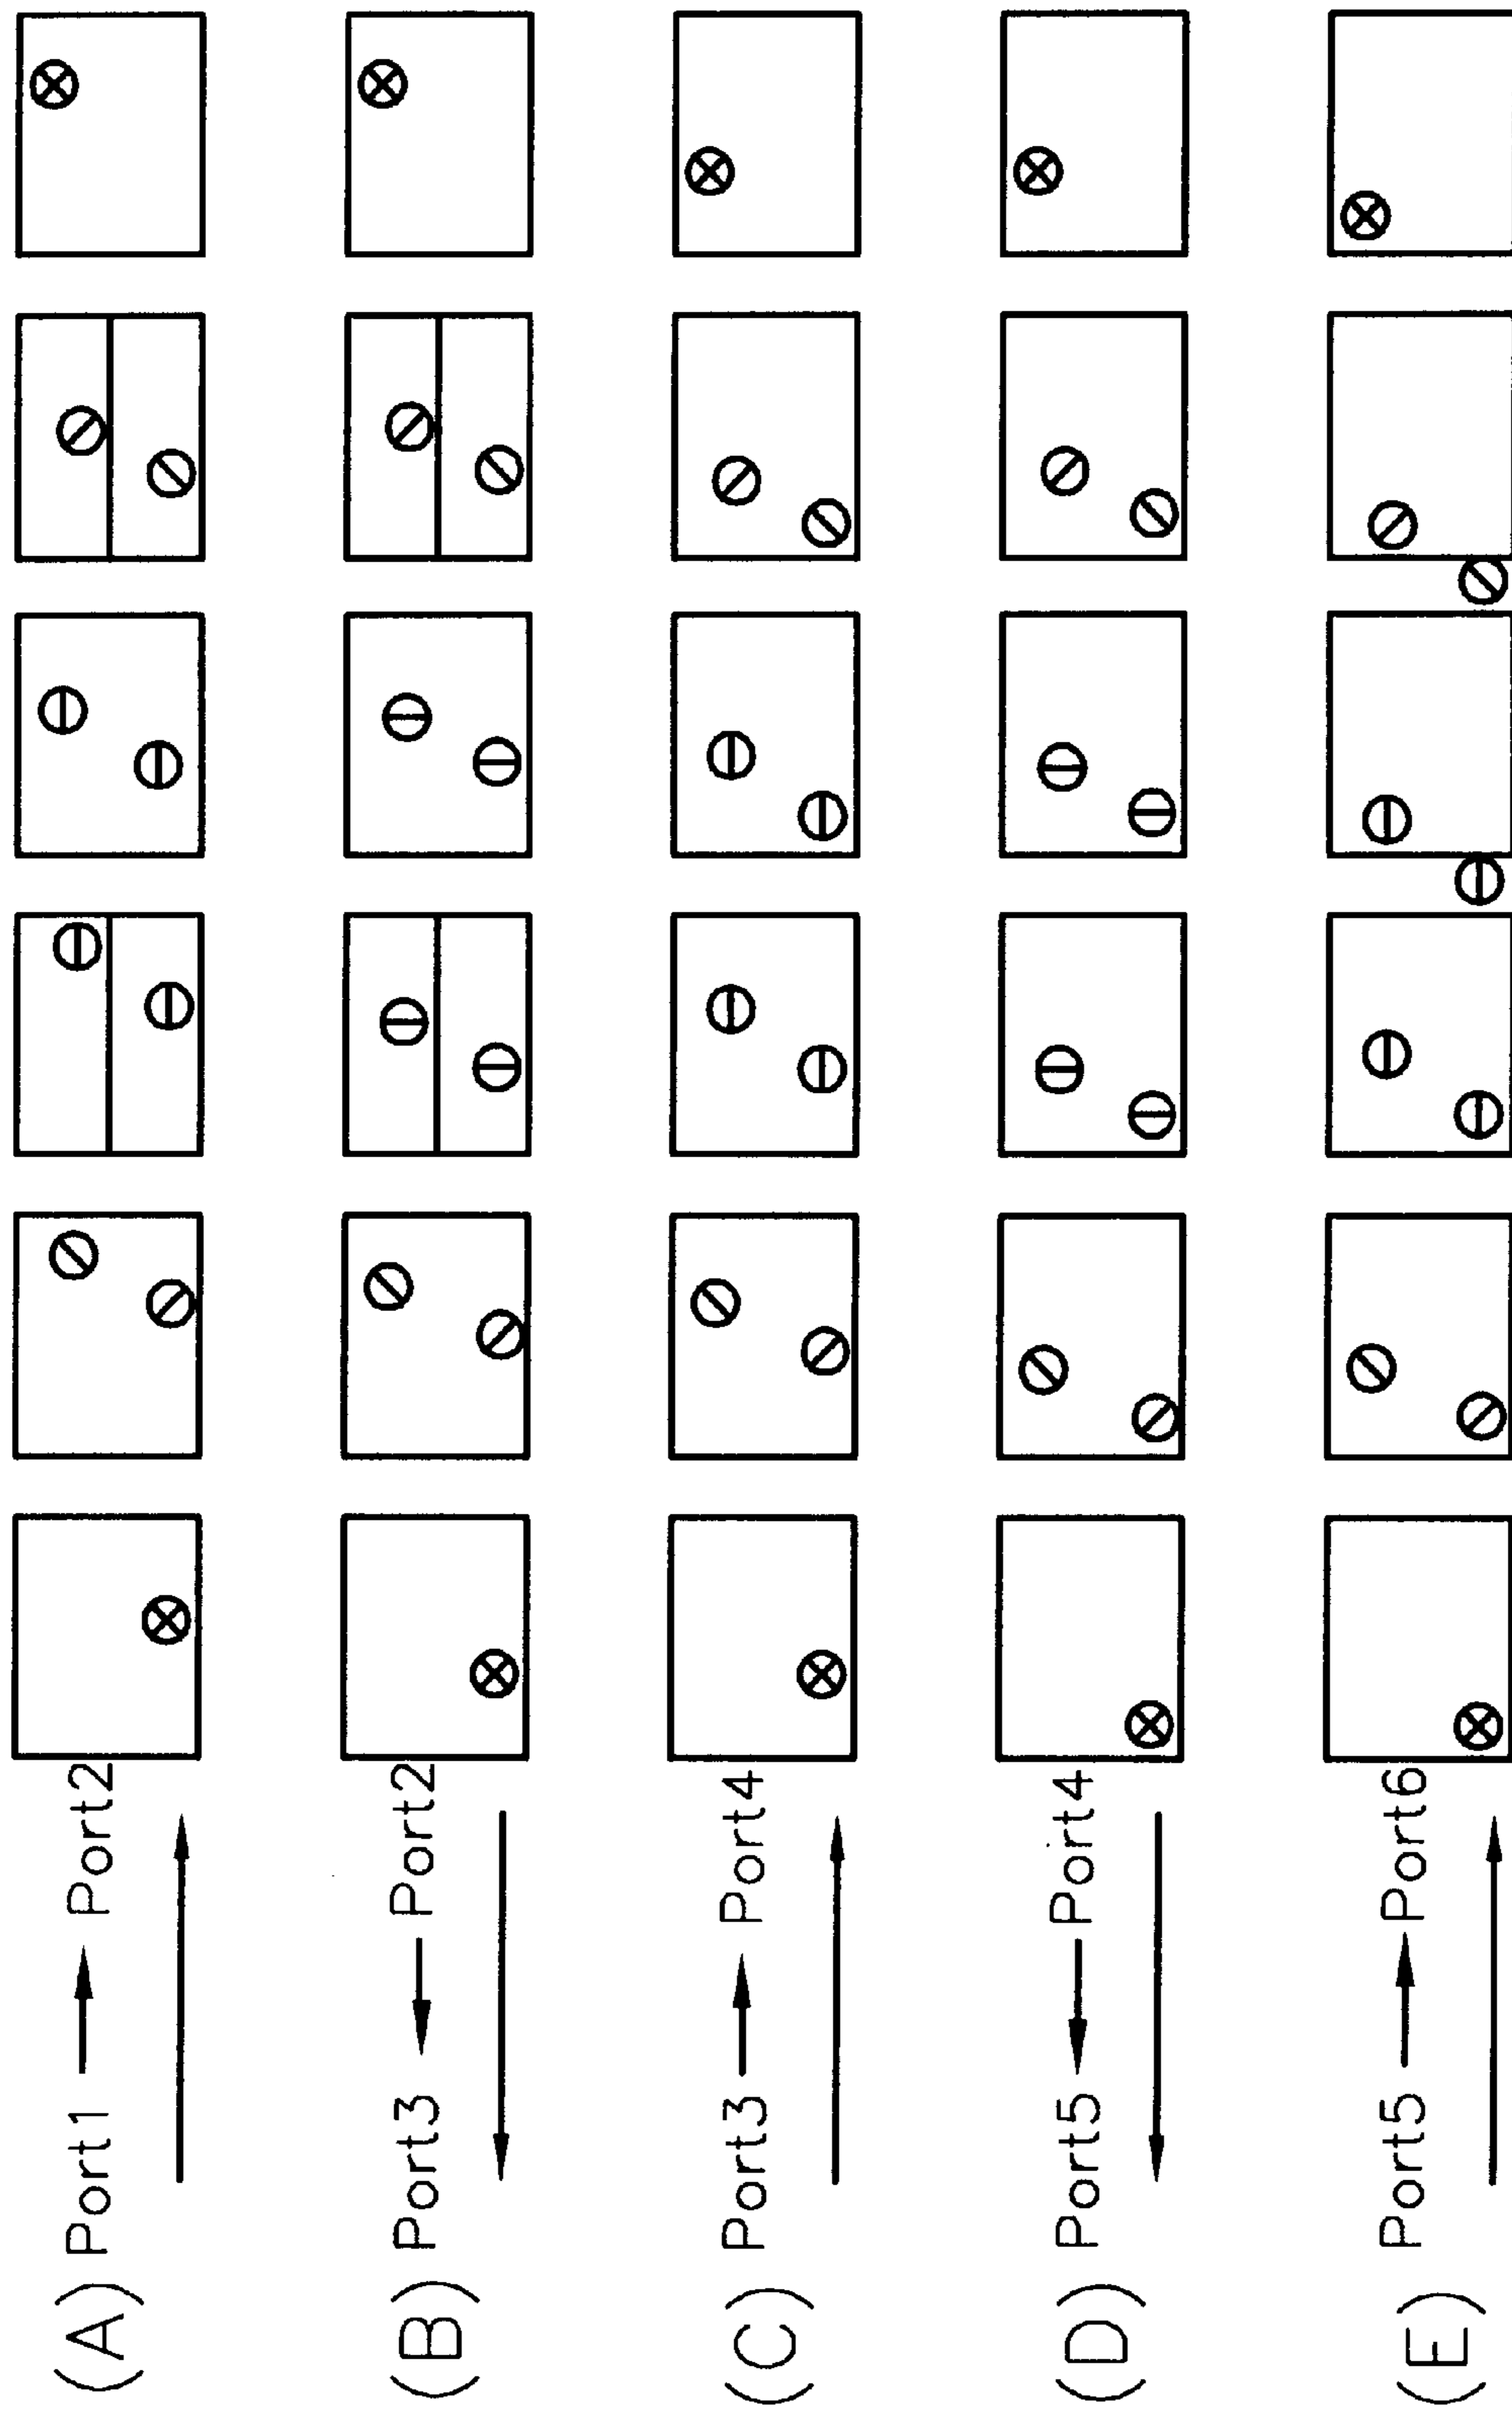 (A) Port1 → Port2
(B) Port3 ← Port2
(C) Port3 → Port4
(D) Port5 ← Port4
(E) Port5 → Port6